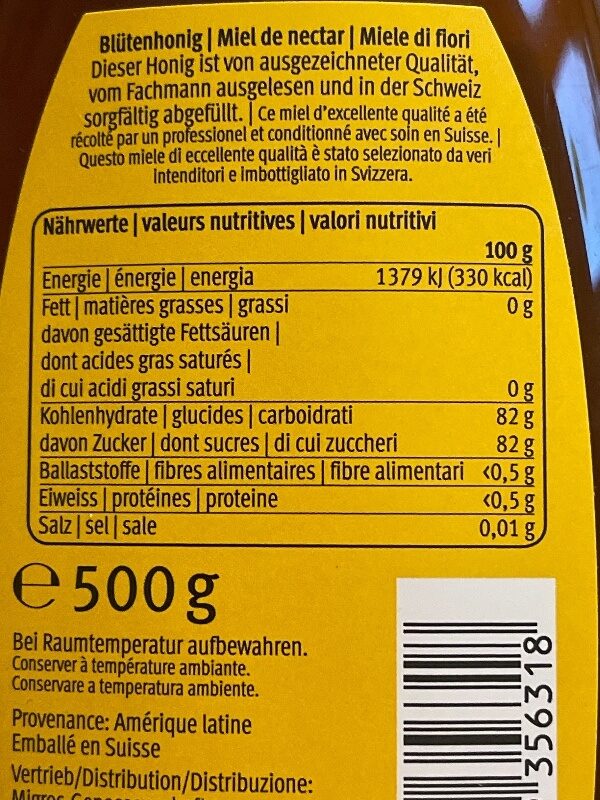 Blütenhonig | Miel de nectar | Miele di fiori
Dieser Honig ist von ausgezeichneter Qualität,
vom Fachmann ausgelesen und in der Schweiz
sorgfältig abgefüllt. | Ce miel d'excellente qualité a été
récolté par un professionel et conditionné avec soin en Suisse. |
Questo miele di eccellente qualità è stato selezionato da veri
intenditori e imbottigliato in Svizzera.
Nährwerte | valeurs nutritives | valori nutritivi
100 g
Energie | énergie | energia 1379 kJ (330 kcal)
Fett | matières grasses | grassi 0 g
davon gesättigte Fettsäuren |
dont acides gras saturés |
di cui acidi grassi saturi 0 g
Kohlenhydrate | glucides | carboidrati 82 g
davon Zucker | dont sucres | di cui zuccheri 82 g
Ballaststoffe | fibres alimentaires | fibre alimentari <0,5 g
Eiweiss | protéines | proteine <0,5 g
Salz | sel | sale 0,01 g
e 500 g
Bei Raumtemperatur aufbewahren.
Conserver à température ambiante.
Conservare a temperatura ambiente.
Provenance: Amérique latine
Emballé en Suisse
Vertrieb/Distribution/Distribuzione:
Migros
356318